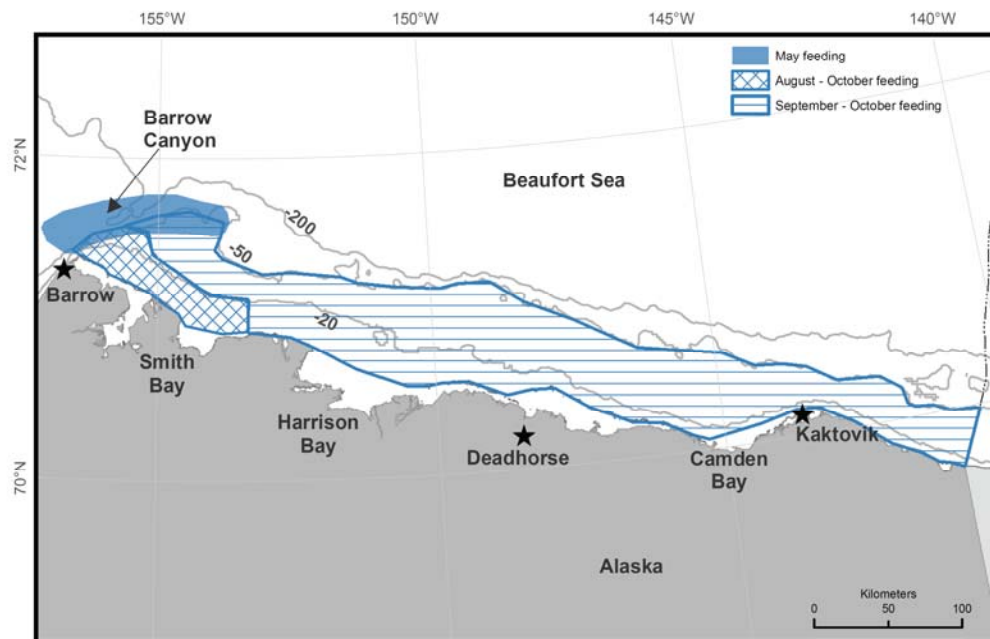 155°W
150°W
145°W
140°W
May feeding
August - October feeding
September - October feeding
Barrow
Canyon
72°N
Beaufort Sea
-200
-50
Barrow
-20
Smith
Bay
Harrison
Bay
Deadhorse
Camden
Bay
Kaktovik
70°N
Alaska
Kilometers
0 50 100